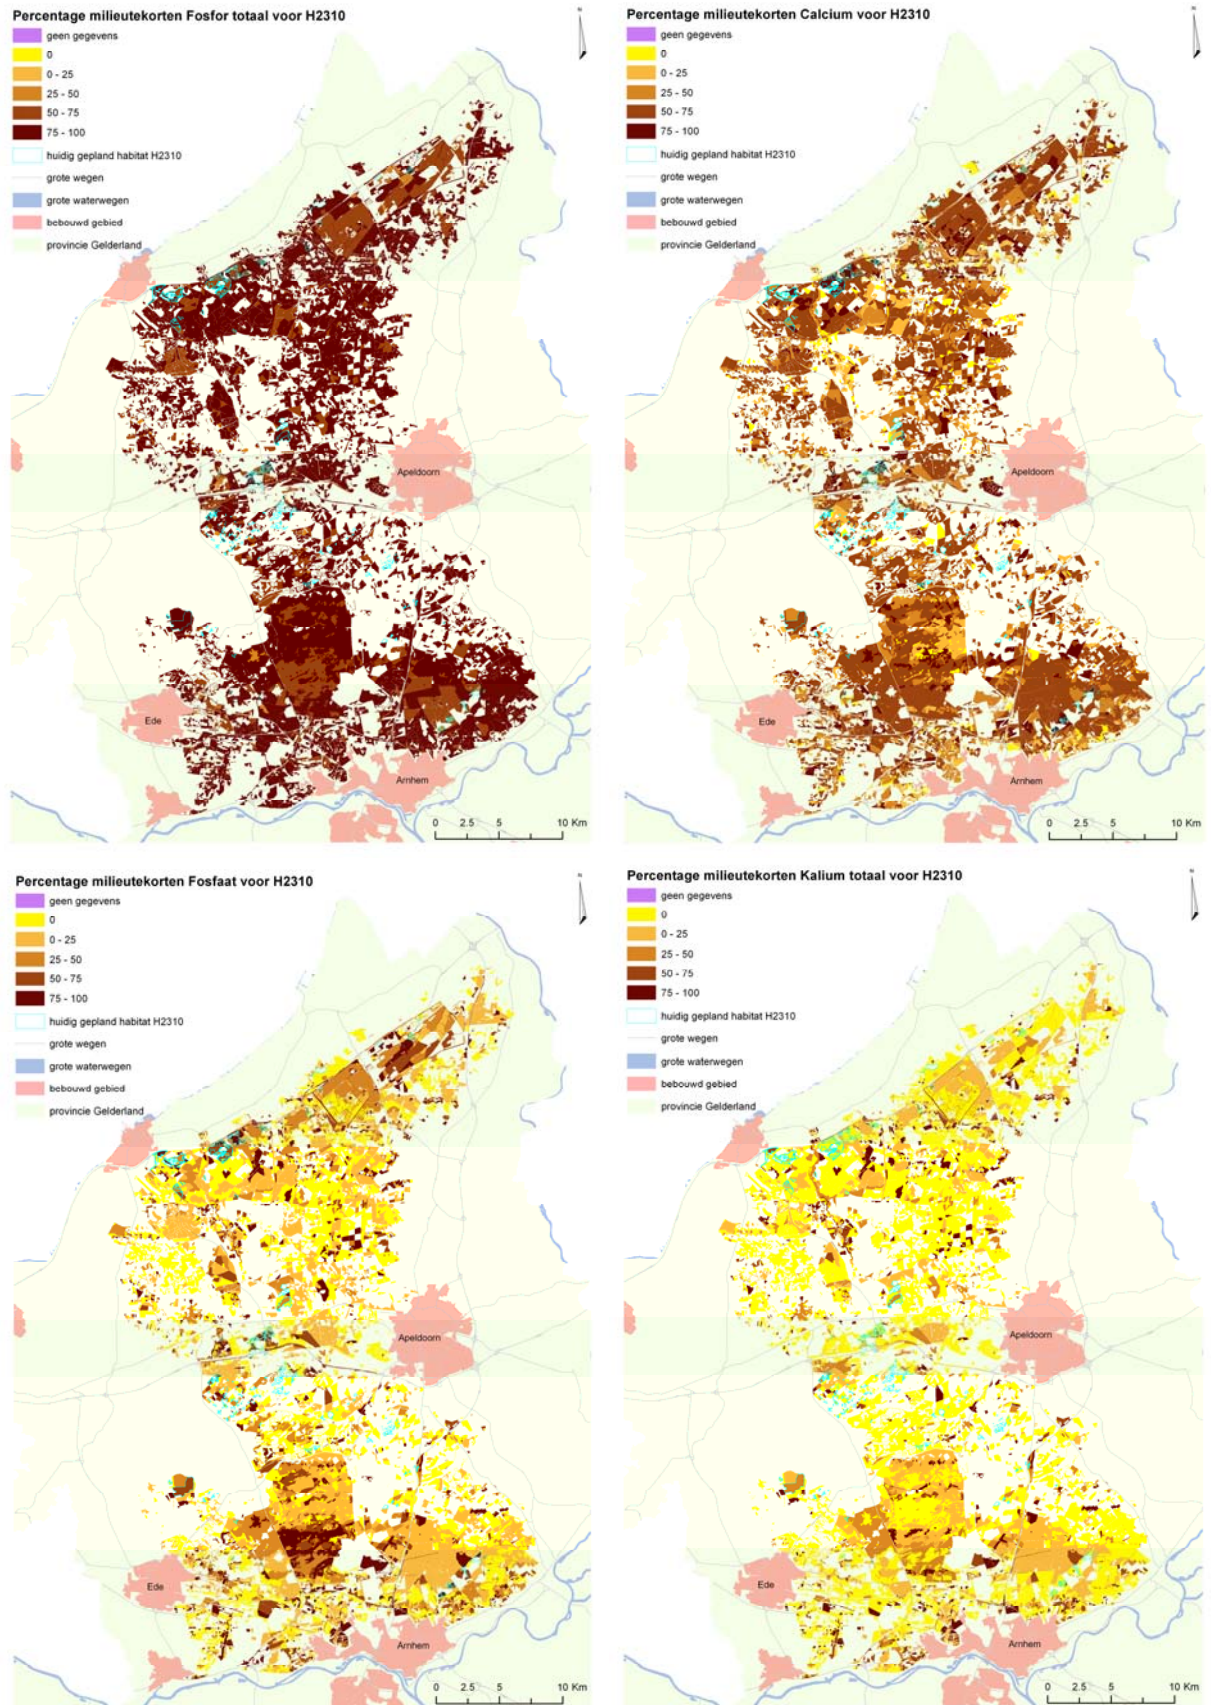 Percentage milieutekorten Fosfor totaal voor H2310
geen gegevens
0
0 - 25
25 - 50
50 - 75
75 - 100
huidig gepland habitat H2310
grote wegen
grote waterwegen
bebouwd gebied
provincie Gelderland
N
Apeldoorn
Ede
Arnhem
0 2.5 5 10 Km
Percentage milieutekorten Calcium voor H2310
geen gegevens
0
0 - 25
25 - 50
50 - 75
75 - 100
huidig gepland habitat H2310
grote wegen
grote waterwegen
bebouwd gebied
provincie Gelderland
N
Apeldoorn
Ede
Arnhem
0 2.5 5 10 Km
Percentage milieutekorten Fosfaat voor H2310
geen gegevens
0
0 - 25
25 - 50
50 - 75
75 - 100
huidig gepland habitat H2310
grote wegen
grote waterwegen
bebouwd gebied
provincie Gelderland
N
Apeldoorn
Ede
Arnhem
0 2.5 5 10 Km
Percentage milieutekorten Kalium totaal voor H2310
geen gegevens
0
0 - 25
25 - 50
50 - 75
75 - 100
huidig gepland habitat H2310
grote wegen
grote waterwegen
bebouwd gebied
provincie Gelderland
N
Apeldoorn
Ede
Arnhem
0 2.5 5 10 Km